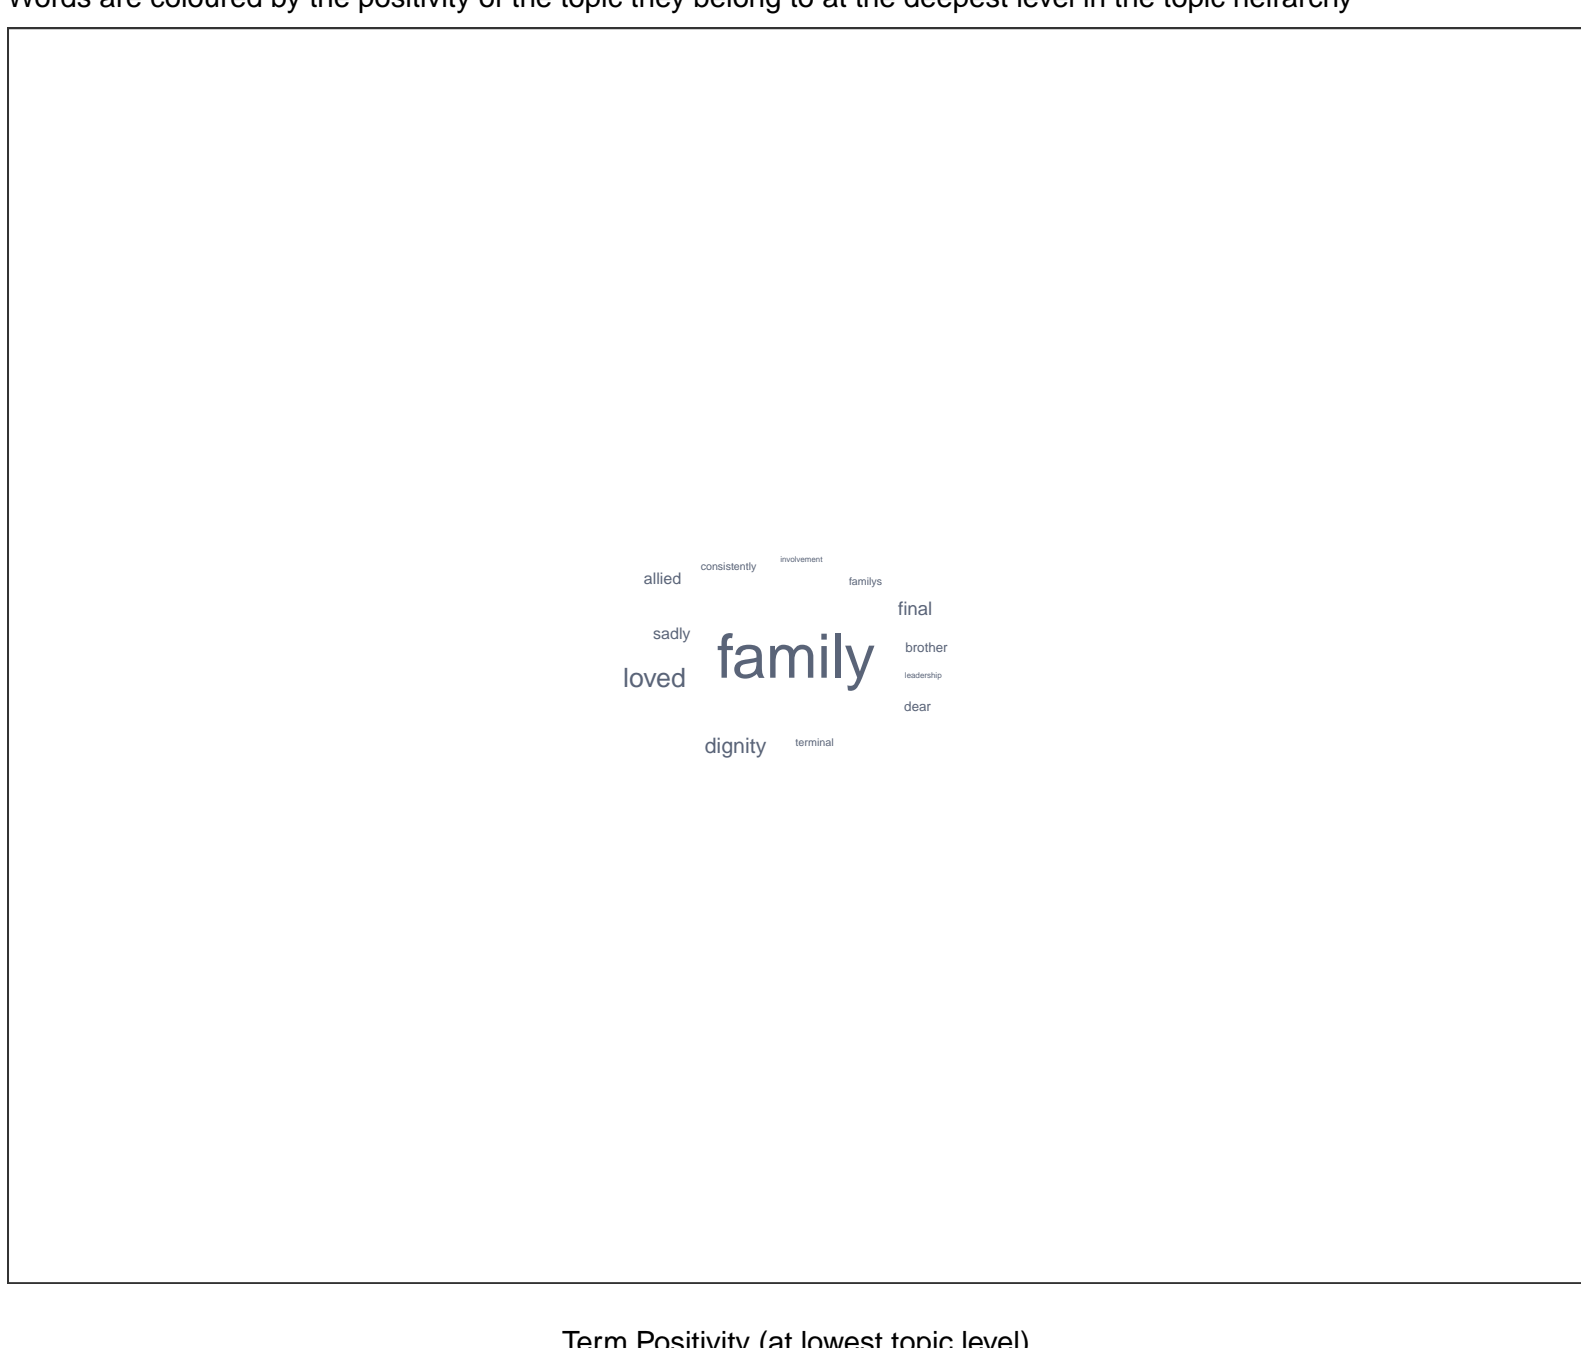 Words are coloured by the positivity of the topic they belong to at the deepest level in the topic heirarchy
involvement
consistently
allied
familys
final
sadly
family
brother
loved
leadership
dear
dignity
terminal
Term Positivity (at lowest topic level)